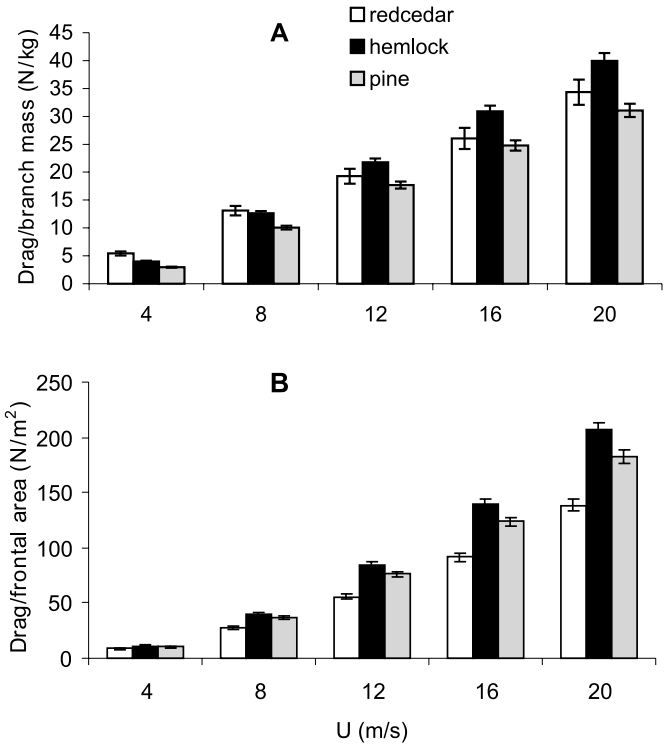 A
redcedar
hemlock
pine
Drag/branch mass (N/kg)
45
40
35
30
25
20
15
10
5
0
4 8 12 16 20
B
Drag/frontal area (N/m²)
250
200
150
100
50
0
4 8 12 16 20
U (m/s)